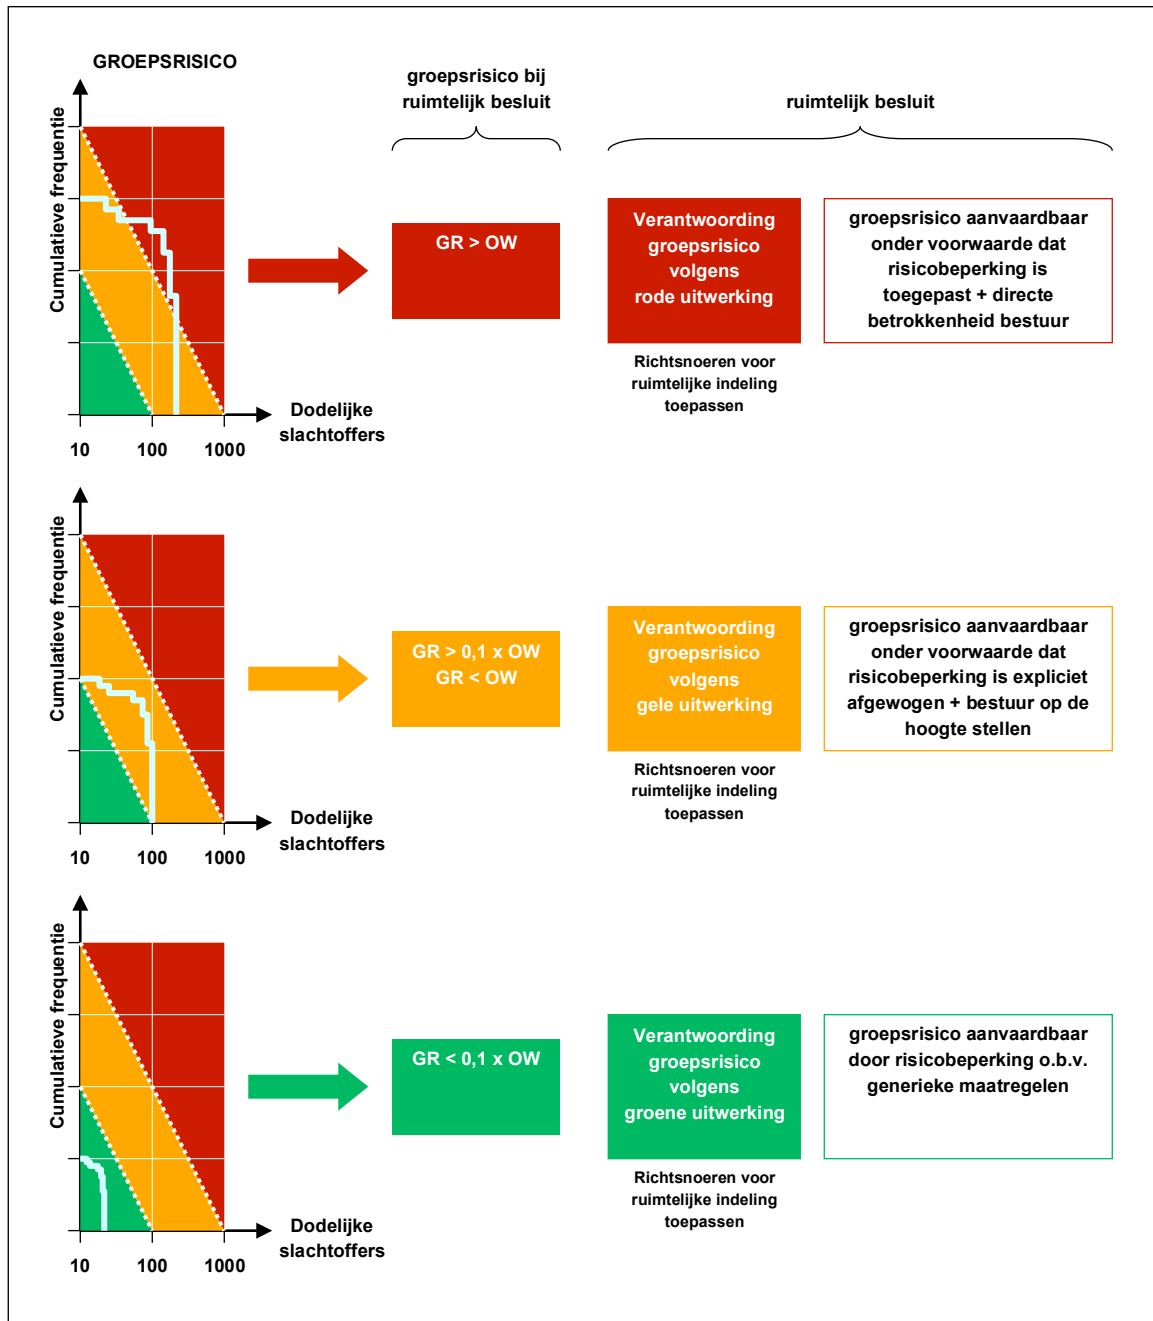 GROEPSRISICO
groepsrisico bij
ruimtelijk besluit
ruimtelijk besluit
Cumulatieve frequentie
10
100
1000
Dodelijke
slachtoffers
GR > OW
Verantwoording
groepsrisico
volgens
rode uitwerking
Richtsnoeren voor
ruimtelijke indeling
toepassen
groepsrisico aanvaardbaar
onder voorwaarde dat
risicobeperking is
toegepast + directe
betrokkenheid bestuur
Cumulatieve frequentie
10
100
1000
Dodelijke
slachtoffers
GR > 0,1 x OW
GR < OW
Verantwoording
groepsrisico
volgens
gele uitwerking
Richtsnoeren voor
ruimtelijke indeling
toepassen
groepsrisico aanvaardbaar
onder voorwaarde dat
risicobeperking is expliciet
afgewogen + bestuur op de
hoogte stellen
Cumulatieve frequentie
10
100
1000
Dodelijke
slachtoffers
GR < 0,1 x OW
Verantwoording
groepsrisico
volgens
groene uitwerking
Richtsnoeren voor
ruimtelijke indeling
toepassen
groepsrisico aanvaardbaar
door risicobeperking o.b.v.
generieke maatregelen